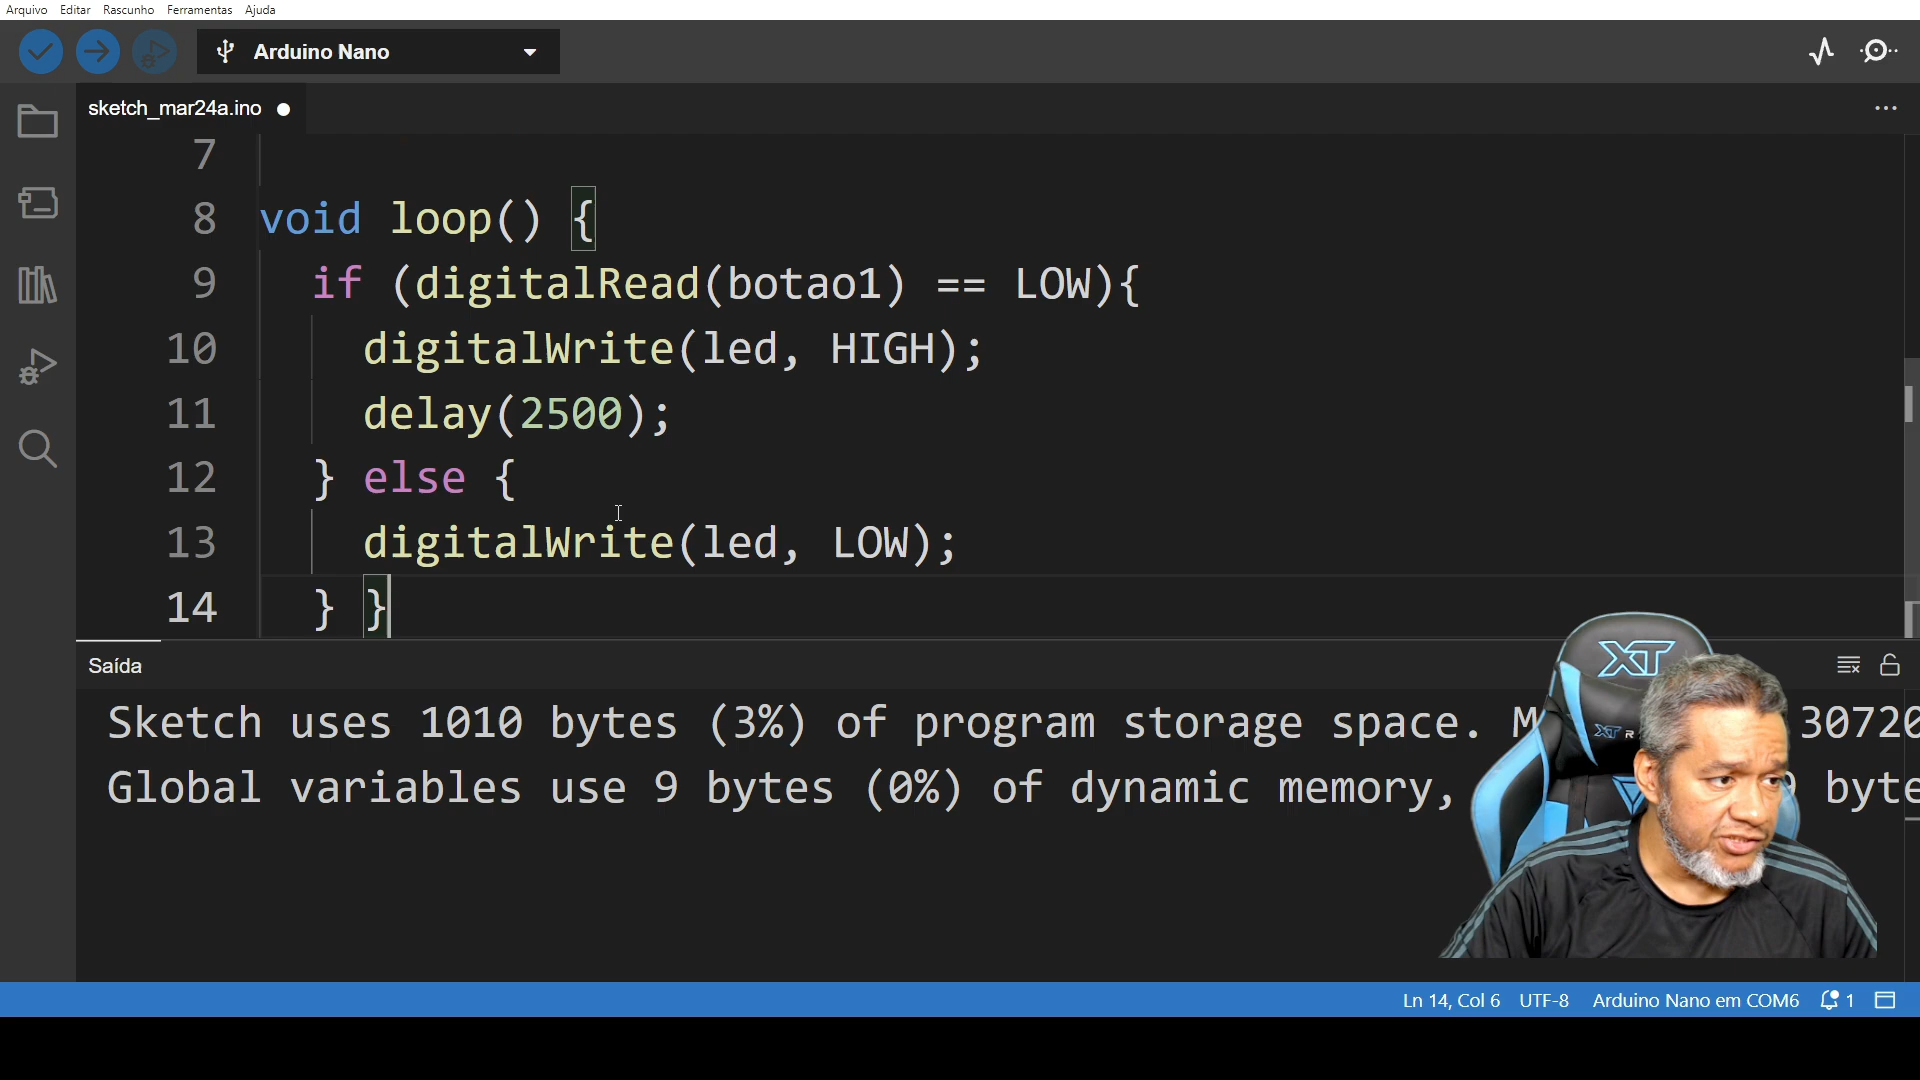 Arquivo Editar Rascunho Ferramentas Ajuda
Arduino Nano
sketch_mar24a.ino
7
8 void loop() {
9 if (digitalRead(botao1) == LOW){
10 digitalWrite(led, HIGH);
11 delay(2500);
12 } else {
13 digitalWrite(led, LOW);
14 } }
Saída
Sketch uses 1010 bytes (3%) of program storage space. 30720
Global variables use 9 bytes (0%) of dynamic memory, byte
XT
XT R
Ln 14, Col 6 UTF-8 Arduino Nano em COM6 1